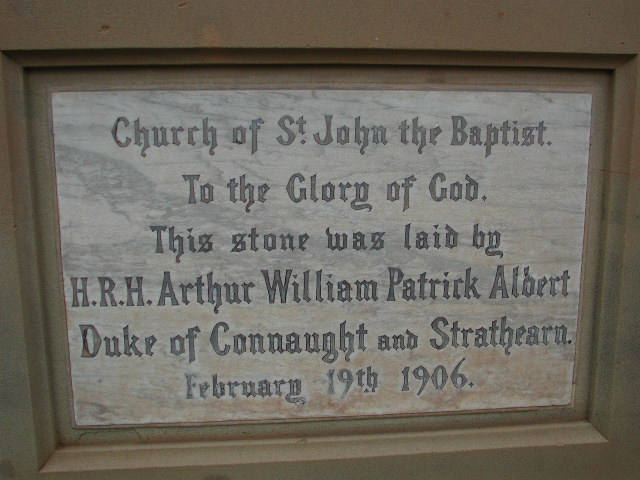 Church of St. John the Baptist.
To the Glory of God.
This stone was laid by
H.R.H. Arthur William Patrick Albert
Duke of Connaught and Strathearn.
February 19th 1906.